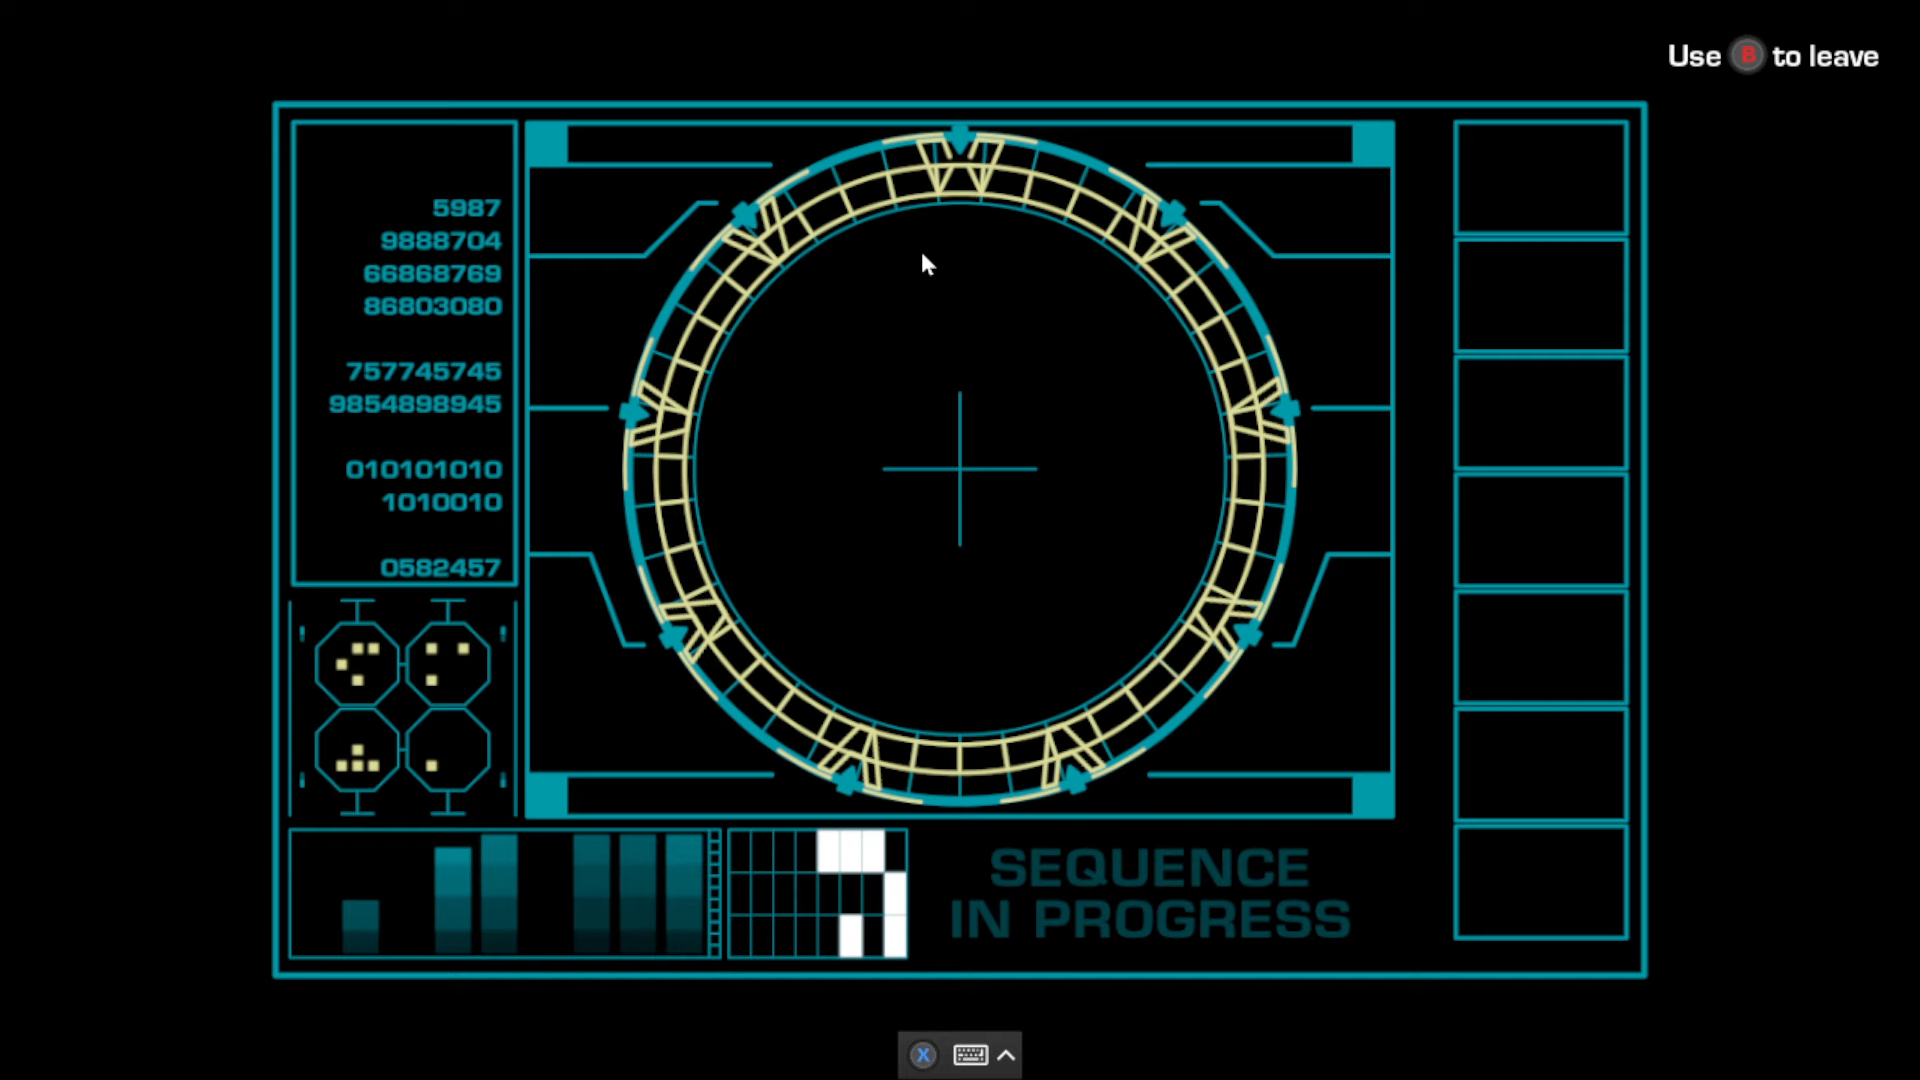 Use B to leave
5987
9888704
66868769
86803080
757745745
9854898945
010101010
1010010
0582457
SEQUENCE
IN PROGRESS
X